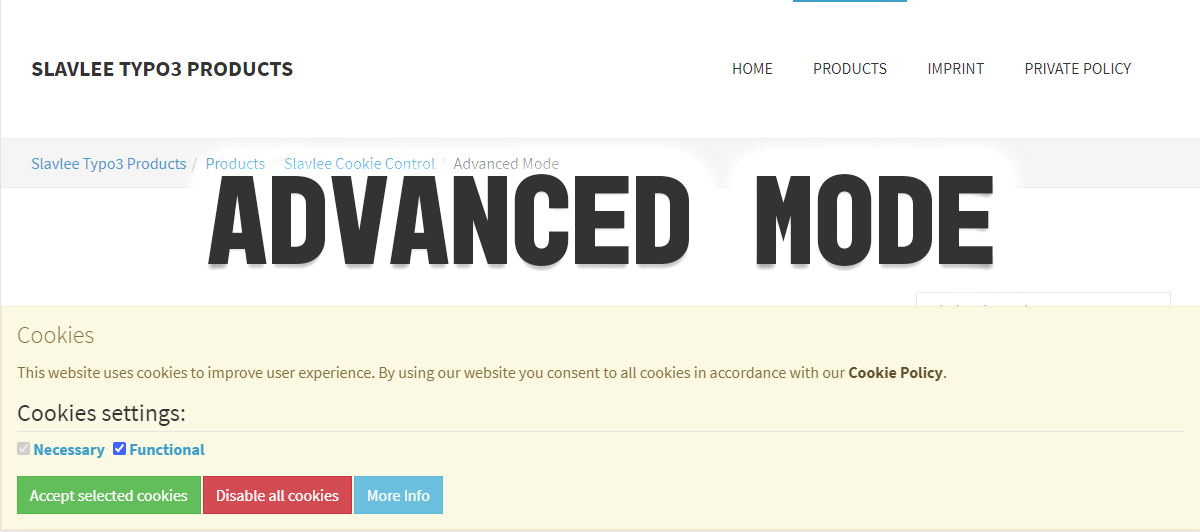 SLAVLEE TYPO3 PRODUCTS
HOME PRODUCTS IMPRINT PRIVATE POLICY
Slavlee Typo3 Products / Products / Slavlee Cookie Control / Advanced Mode
ADVANCED MODE
Cookies
This website uses cookies to improve user experience. By using our website you consent to all cookies in accordance with our Cookie Policy.
Cookies settings:
Necessary Functional
Accept selected cookies Disable all cookies More Info